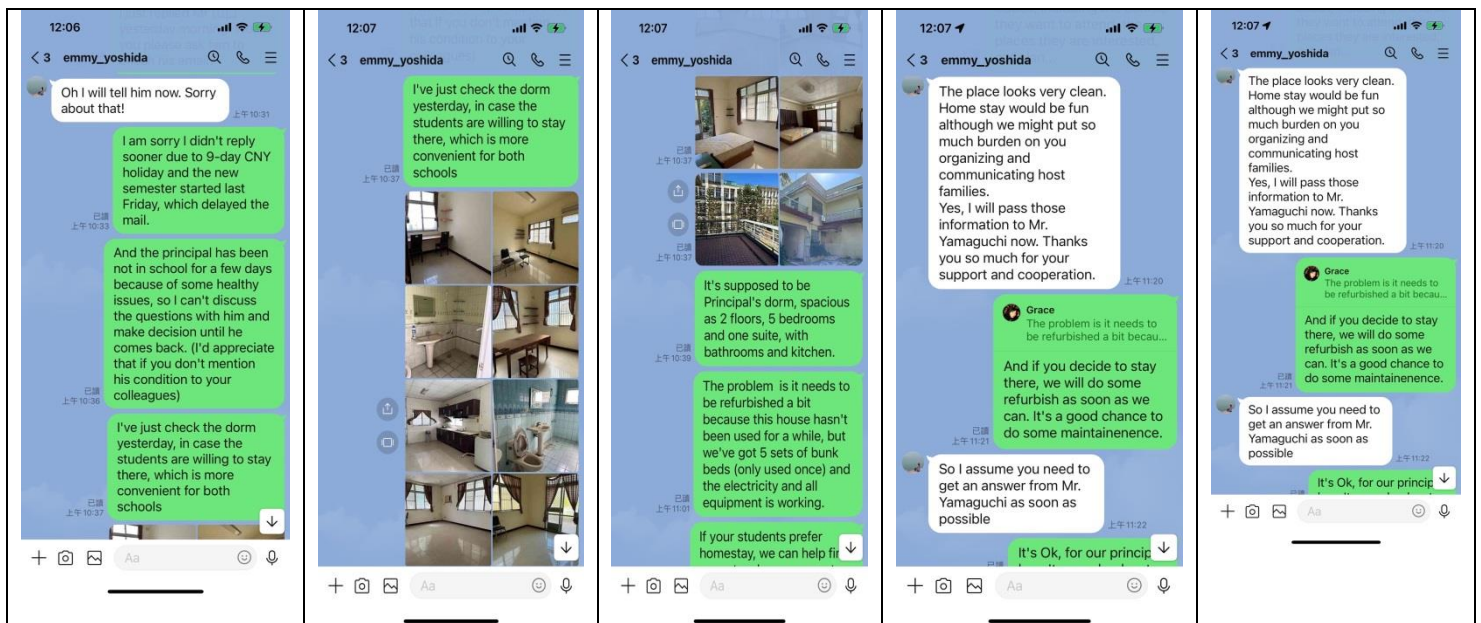 12:06
< 3 emmy_yoshida
Oh I will tell him now. Sorry
about that!
上午10:31
I am sorry I didn't reply
sooner due to 9-day CNY
holiday and the new
semester started last
Friday, which delayed the
mail.
已讀
上午10:33
And the principal has been
not in school for a few days
because of some healthy
issues, so I can't discuss
the questions with him and
make decision until he
comes back. (I'd appreciate
that if you don't mention
his condition to your
colleagues)
已讀
上午10:36
I've just check the dorm
yesterday, in case the
students are willing to stay
there, which is more
convenient for both
schools
已讀
上午10:37
Aa
12:07
< 3 emmy_yoshida
I've just check the dorm
yesterday, in case the
students are willing to stay
there, which is more
convenient for both
schools
已讀
上午10:37
Aa
12:07
< 3 emmy_yoshida
已讀
上午10:37
已讀
上午10:37
It's supposed to be
Principal's dorm, spacious
as 2 floors, 5 bedrooms
and one suite, with
bathrooms and kitchen.
已讀
上午10:39
The problem is it needs to
be refurbished a bit
because this house hasn't
been used for a while, but
we've got 5 sets of bunk
beds (only used once) and
the electricity and all
equipment is working.
已讀
上午11:01
If your students prefer
homestay, we can help
Aa
12:07
< 3 emmy_yoshida
The place looks very clean.
Home stay would be fun
although we might put so
much burden on you
organizing and
communicating host
families.
Yes, I will pass those
information to Mr.
Yamaguchi now. Thanks
you so much for your
support and cooperation.
上午11:20
Grace
The problem is it needs to
be refurbished a bit becau...
And if you decide to stay
there, we will do some
refurbish as soon as we
can. It's a good chance to
do some maintainenence.
已讀
上午11:21
So I assume you need to
get an answer from Mr.
Yamaguchi as soon as
possible
上午11:22
It's Ok, for our princip
Aa
12:07
< 3 emmy_yoshida
The place looks very clean.
Home stay would be fun
although we might put so
much burden on you
organizing and
communicating host
families.
Yes, I will pass those
information to Mr.
Yamaguchi now. Thanks
you so much for your
support and cooperation.
上午11:20
Grace
The problem is it needs to
be refurbished a bit becau...
And if you decide to stay
there, we will do some
refurbish as soon as we
can. It's a good chance to
do some maintainenence.
已讀
上午11:21
So I assume you need to
get an answer from Mr.
Yamaguchi as soon as
possible
上午11:22
It's Ok, for our princip
Aa